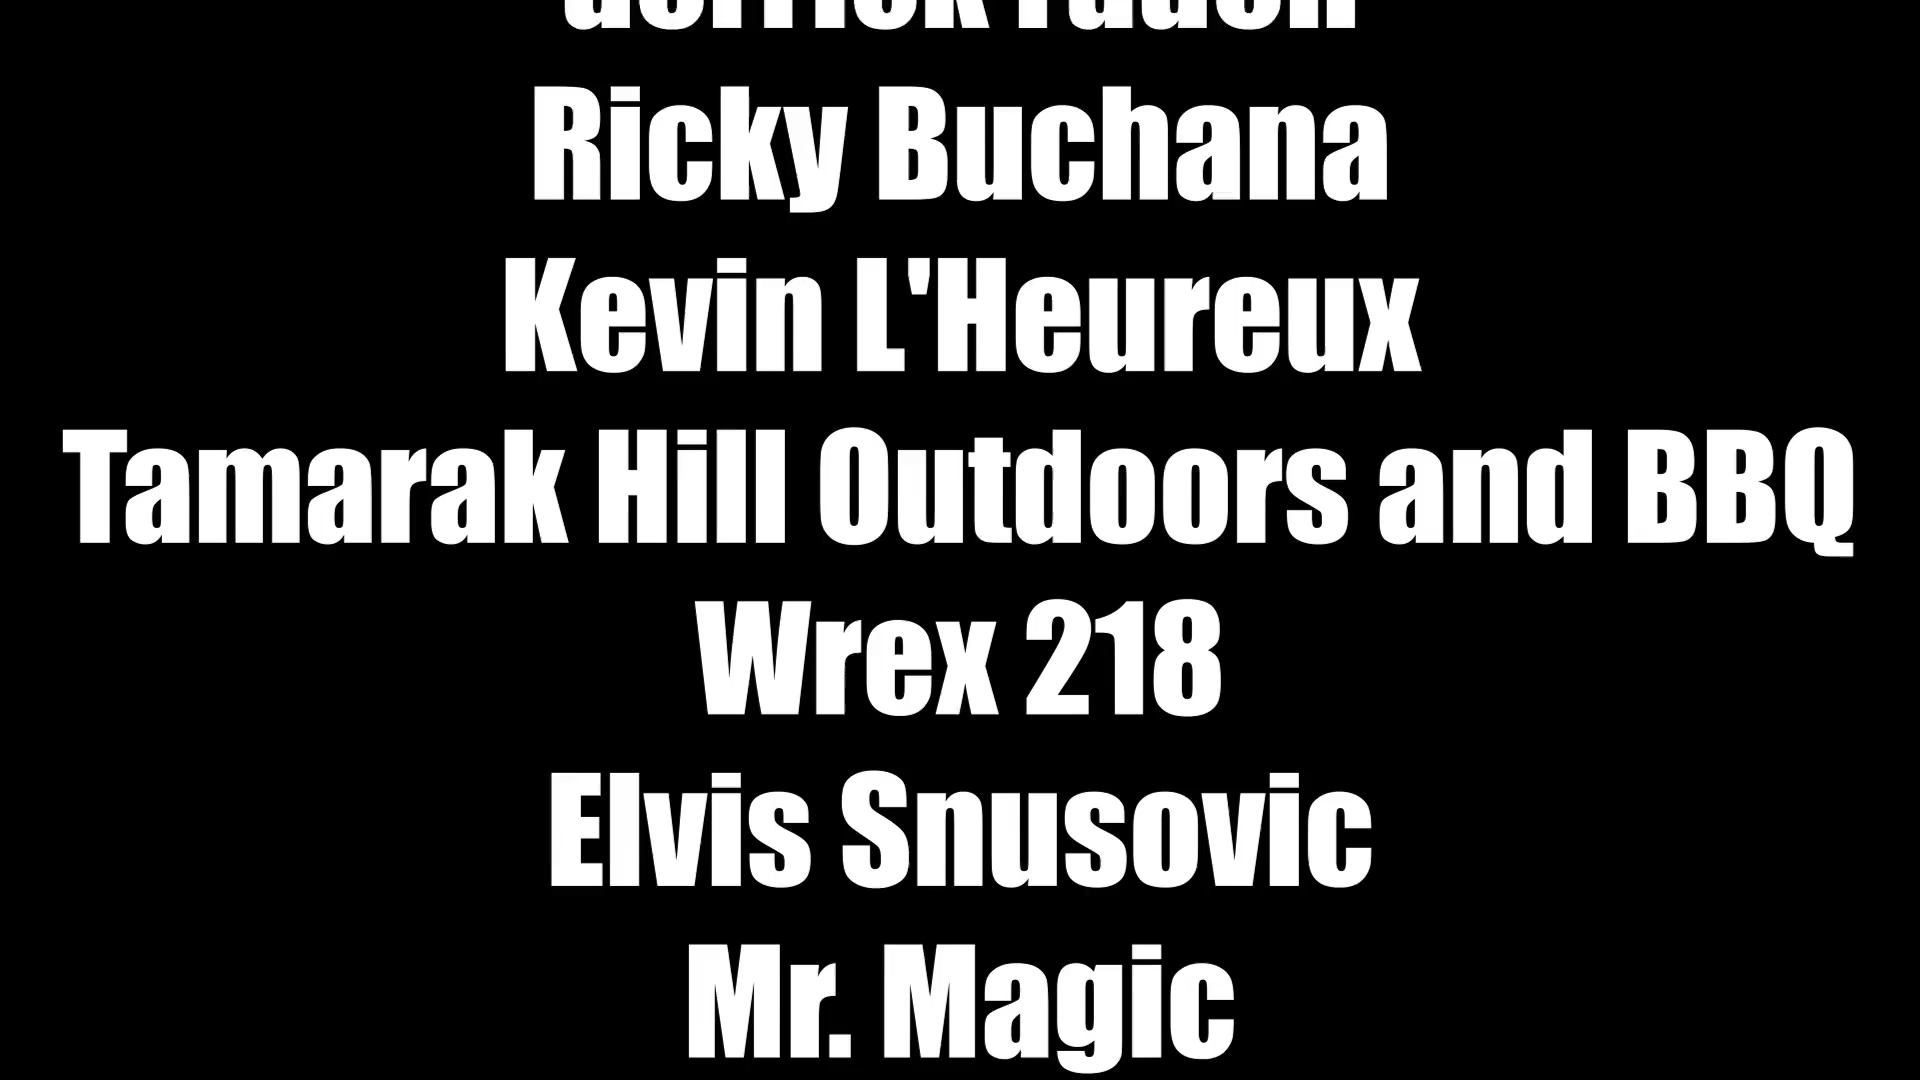 Ricky Buchana
Kevin L'Heureux
Tamarak Hill Outdoors and BBQ
Wrex 218
Elvis Snusovic
Mr. Magic